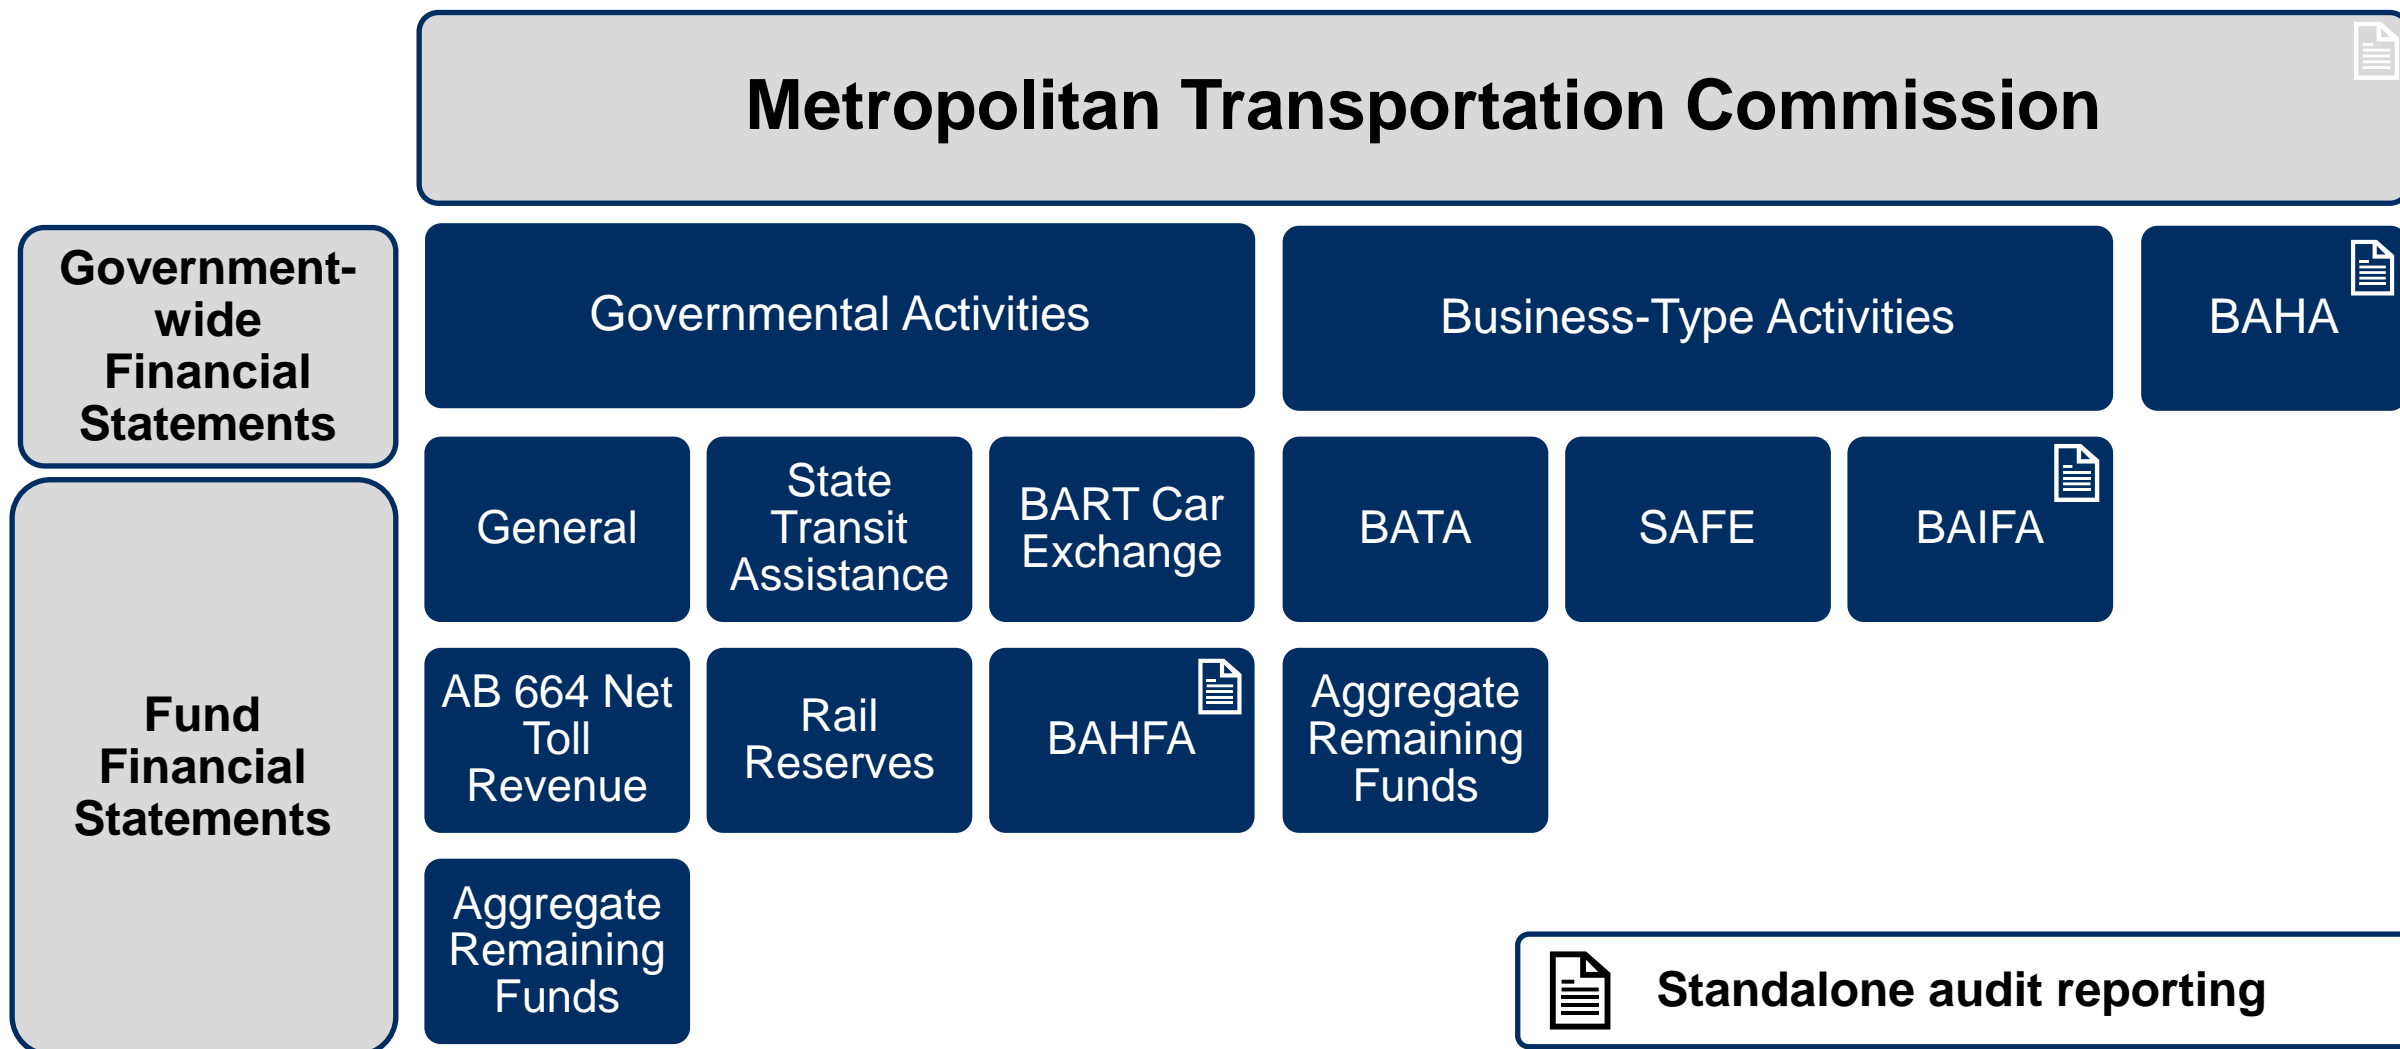 Metropolitan Transportation Commission
Government-
wide
Financial
Statements
Governmental Activities
Business-Type Activities
BAHA
Fund
Financial
Statements
General
State
Transit
Assistance
BART Car
Exchange
BATA
SAFE
BAIFA
AB 664 Net
Toll
Revenue
Rail
Reserves
BAHFA
Aggregate
Remaining
Funds
Aggregate
Remaining
Funds
Standalone audit reporting